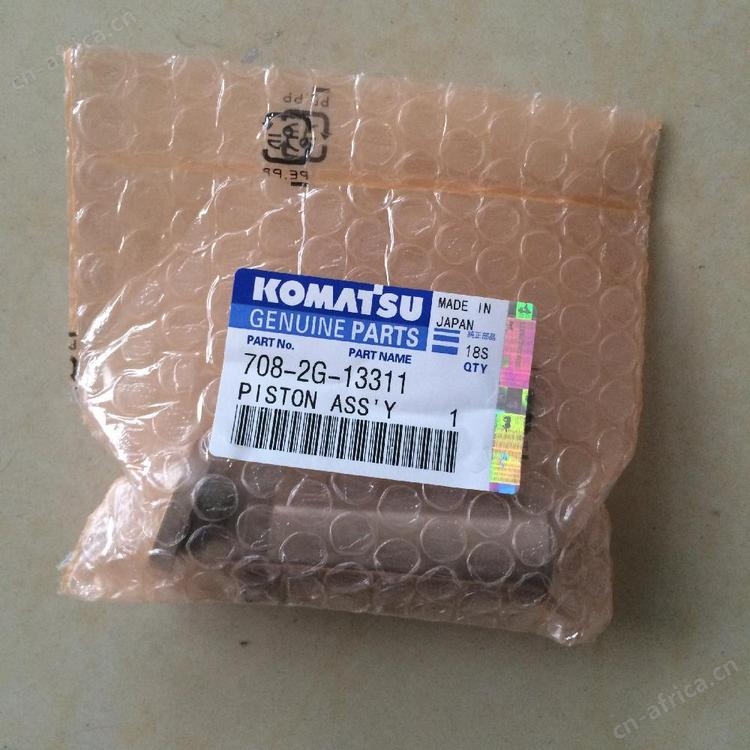 cn-africa.cn
PE.PP
KOMATSU
GENUINE PARTS
MADE IN
JAPAN
純正部品
PART No.
PART NAME
18S
708-2G-13311
QTY
PISTON ASS'Y
1
cn-africa.cn